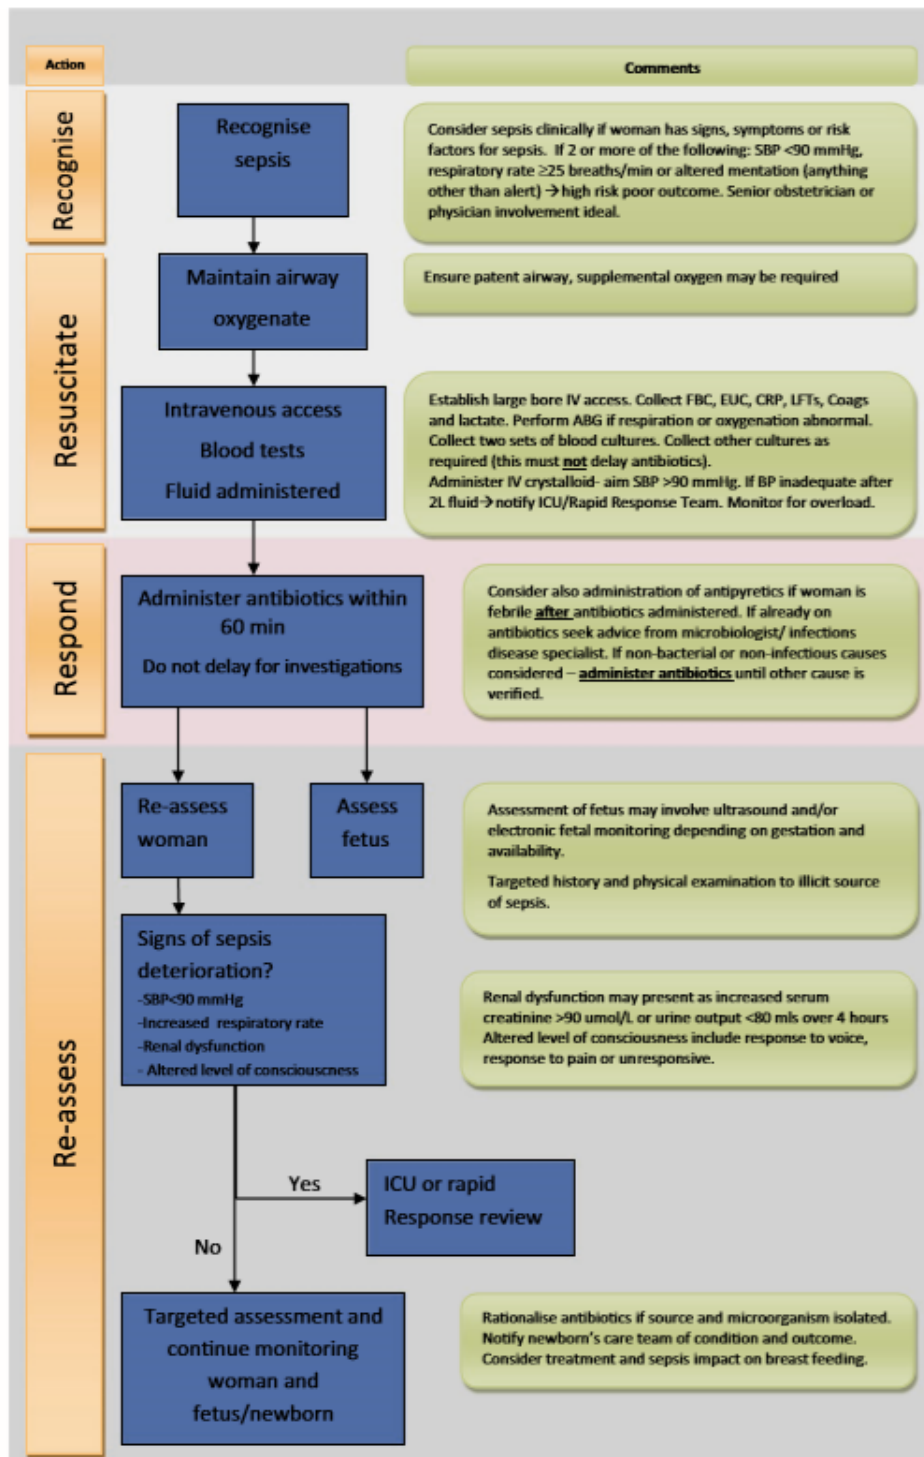 Action
Comments
Recognise
Recognise
sepsis
Consider sepsis clinically if woman has signs, symptoms or risk
factors for sepsis. If 2 or more of the following: SBP <90 mmHg,
respiratory rate ≥25 breaths/min or altered mentation (anything
other than alert) → high risk poor outcome. Senior obstetrician or
physician involvement ideal.
Resuscitate
Maintain airway
oxygenate
Ensure patent airway, supplemental oxygen may be required
Intravenous access
Blood tests
Fluid administered
Establish large bore IV access. Collect FBC, EUC, CRP, LFTs, Coags
and lactate. Perform ABG if respiration or oxygenation abnormal.
Collect two sets of blood cultures. Collect other cultures as
required (this must not delay antibiotics).
Administer IV crystalloid- aim SBP >90 mmHg. If BP inadequate after
2L fluid→notify ICU/Rapid Response Team. Monitor for overload.
Respond
Administer antibiotics within
60 min
Do not delay for investigations
Consider also administration of antipyretics if woman is
febrile after antibiotics administered. If already on
antibiotics seek advice from microbiologist/ infections
disease specialist. If non-bacterial or non-infectious causes
considered – administer antibiotics until other cause is
verified.
Re-assess
Re-assess
woman
Assess
fetus
Assessment of fetus may involve ultrasound and/or
electronic fetal monitoring depending on gestation and
availability.
Targeted history and physical examination to illicit source
of sepsis.
Signs of sepsis
deterioration?
-SBP<90 mmHg
-Increased respiratory rate
-Renal dysfunction
- Altered level of consciouscness
Renal dysfunction may present as increased serum
creatinine >90 umol/L or urine output <80 mls over 4 hours
Altered level of consciousness include response to voice,
response to pain or unresponsive.
Yes
ICU or rapid
Response review
No
Targeted assessment and
continue monitoring
woman and
fetus/newborn
Rationalise antibiotics if source and microorganism isolated.
Notify newborn's care team of condition and outcome.
Consider treatment and sepsis impact on breast feeding.